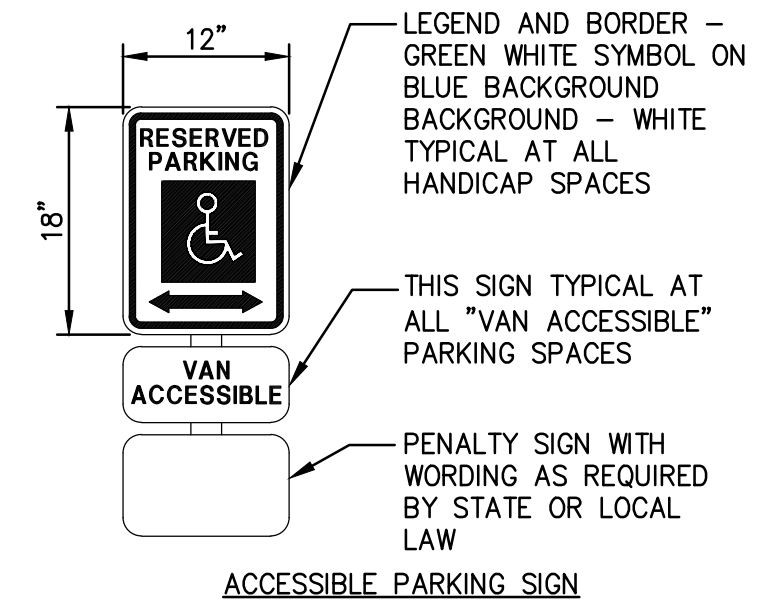 12"
18"
RESERVED
PARKING
LEGEND AND BORDER –
GREEN WHITE SYMBOL ON
BLUE BACKGROUND
BACKGROUND – WHITE
TYPICAL AT ALL
HANDICAP SPACES
VAN
ACCESSIBLE
THIS SIGN TYPICAL AT
ALL "VAN ACCESSIBLE"
PARKING SPACES
PENALTY SIGN WITH
WORDING AS REQUIRED
BY STATE OR LOCAL
LAW
ACCESSIBLE PARKING SIGN